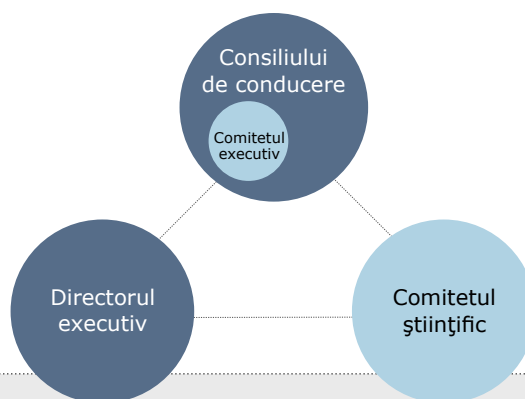 Consiliului
de conducere
Comitetul
executiv
Directorul
executiv
Comitetul
ştiinţific